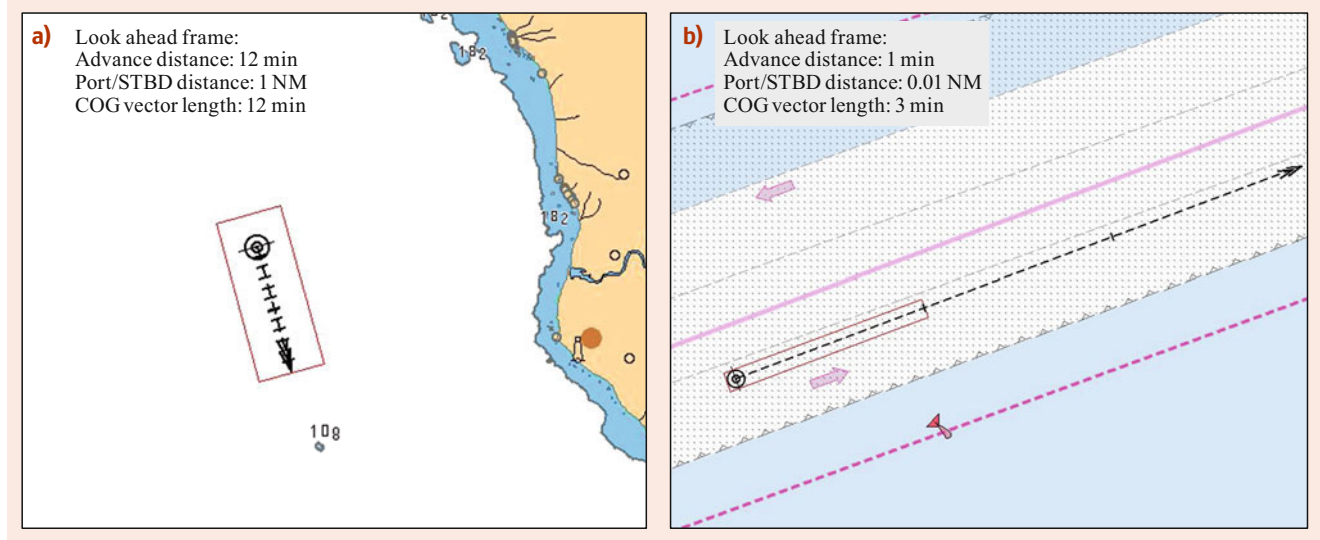 a)
Look ahead frame:
Advance distance: 12 min
Port/STBD distance: 1 NM
COG vector length: 12 min
18₂
18₂
10₈
b)
Look ahead frame:
Advance distance: 1 min
Port/STBD distance: 0.01 NM
COG vector length: 3 min